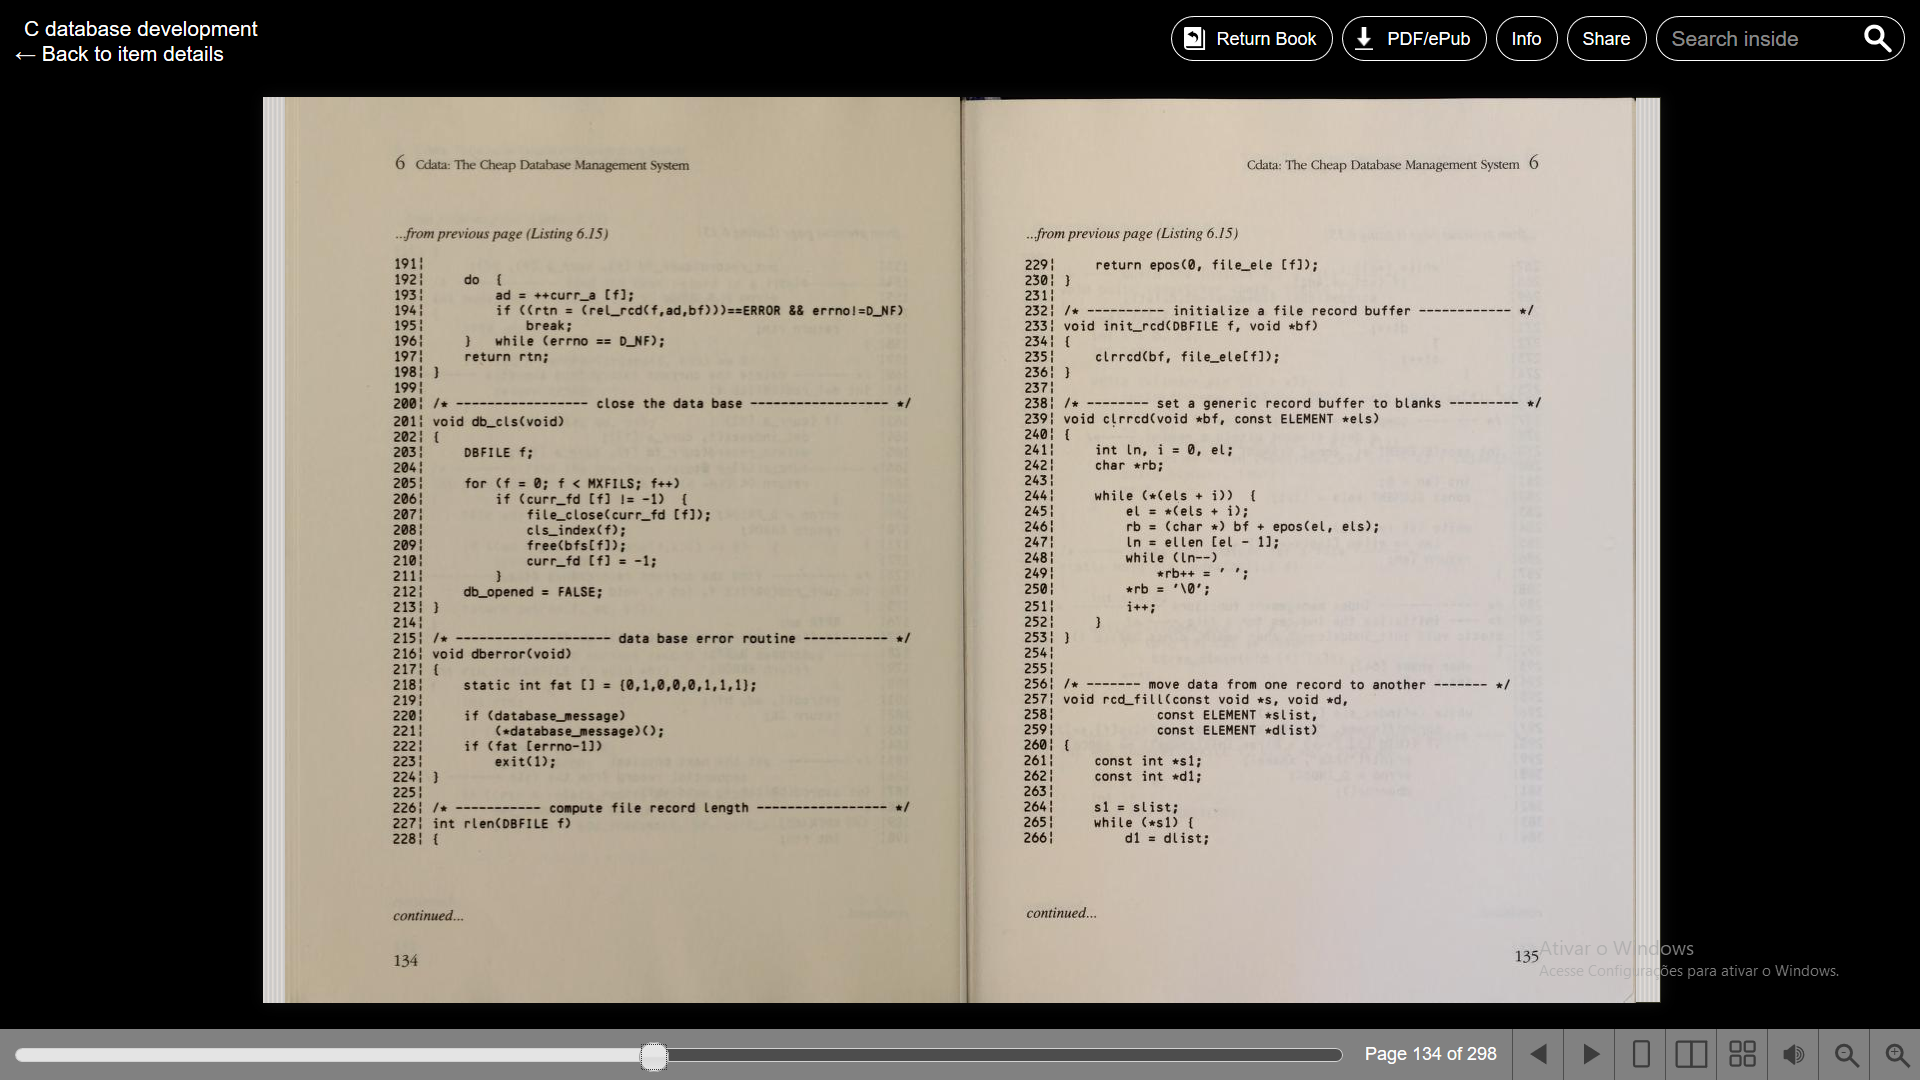 C database development
← Back to item details
Return Book
PDF/ePub
Info
Share
Search inside
6 Cdata: The Cheap Database Management System
...from previous page (Listing 6.15)
191¦
192¦ do {
193¦ ad = ++curr_a [f];
194¦ if ((rtn = (rel_rcd(f,ad,bf)))==ERROR && errno!=D_NF)
195¦ break;
196¦ } while (errno == D_NF);
197¦ return rtn;
198¦ }
199¦
200¦ /* ----------------- close the data base ------------------ */
201¦ void db_cls(void)
202¦ {
203¦ DBFILE f;
204¦
205¦ for (f = 0; f < MXFILS; f++)
206¦ if (curr_fd [f] != -1) {
207¦ file_close(curr_fd [f]);
208¦ cls_index(f);
209¦ free(bfs[f]);
210¦ curr_fd [f] = -1;
211¦ }
212¦ db_opened = FALSE;
213¦ }
214¦
215¦ /* -------------------- data base error routine ----------- */
216¦ void dberror(void)
217¦ {
218¦ static int fat [] = {0,1,0,0,0,1,1,1};
219¦
220¦ if (database_message)
221¦ (*database_message)();
222¦ if (fat [errno-1])
223¦ exit(1);
224¦ }
225¦
226¦ /* ----------- compute file record length ----------------- */
227¦ int rlen(DBFILE f)
228¦ {
continued...
134
Cdata: The Cheap Database Management System 6
...from previous page (Listing 6.15)
229¦ return epos(0, file_ele [f]);
230¦ }
231¦
232¦ /* ---------- initialize a file record buffer ------------ */
233¦ void init_rcd(DBFILE f, void *bf)
234¦ {
235¦ clrrcd(bf, file_ele[f]);
236¦ }
237¦
238¦ /* -------- set a generic record buffer to blanks --------- */
239¦ void clrrcd(void *bf, const ELEMENT *els)
240¦ {
241¦ int ln, i = 0, el;
242¦ char *rb;
243¦
244¦ while (*(els + i)) {
245¦ el = *(els + i);
246¦ rb = (char *) bf + epos(el, els);
247¦ ln = ellen [el - 1];
248¦ while (ln--)
249¦ *rb++ = ' ';
250¦ *rb = '\0';
251¦ i++;
252¦ }
253¦ }
254¦
255¦
256¦ /* ------- move data from one record to another ------- */
257¦ void rcd_fill(const void *s, void *d,
258¦ const ELEMENT *slist,
259¦ const ELEMENT *dlist)
260¦ {
261¦ const int *s1;
262¦ const int *d1;
263¦
264¦ s1 = slist;
265¦ while (*s1) {
266¦ d1 = dlist;
continued...
135
Ativar o Windows
Acesse Configurações para ativar o Windows.
Page 134 of 298